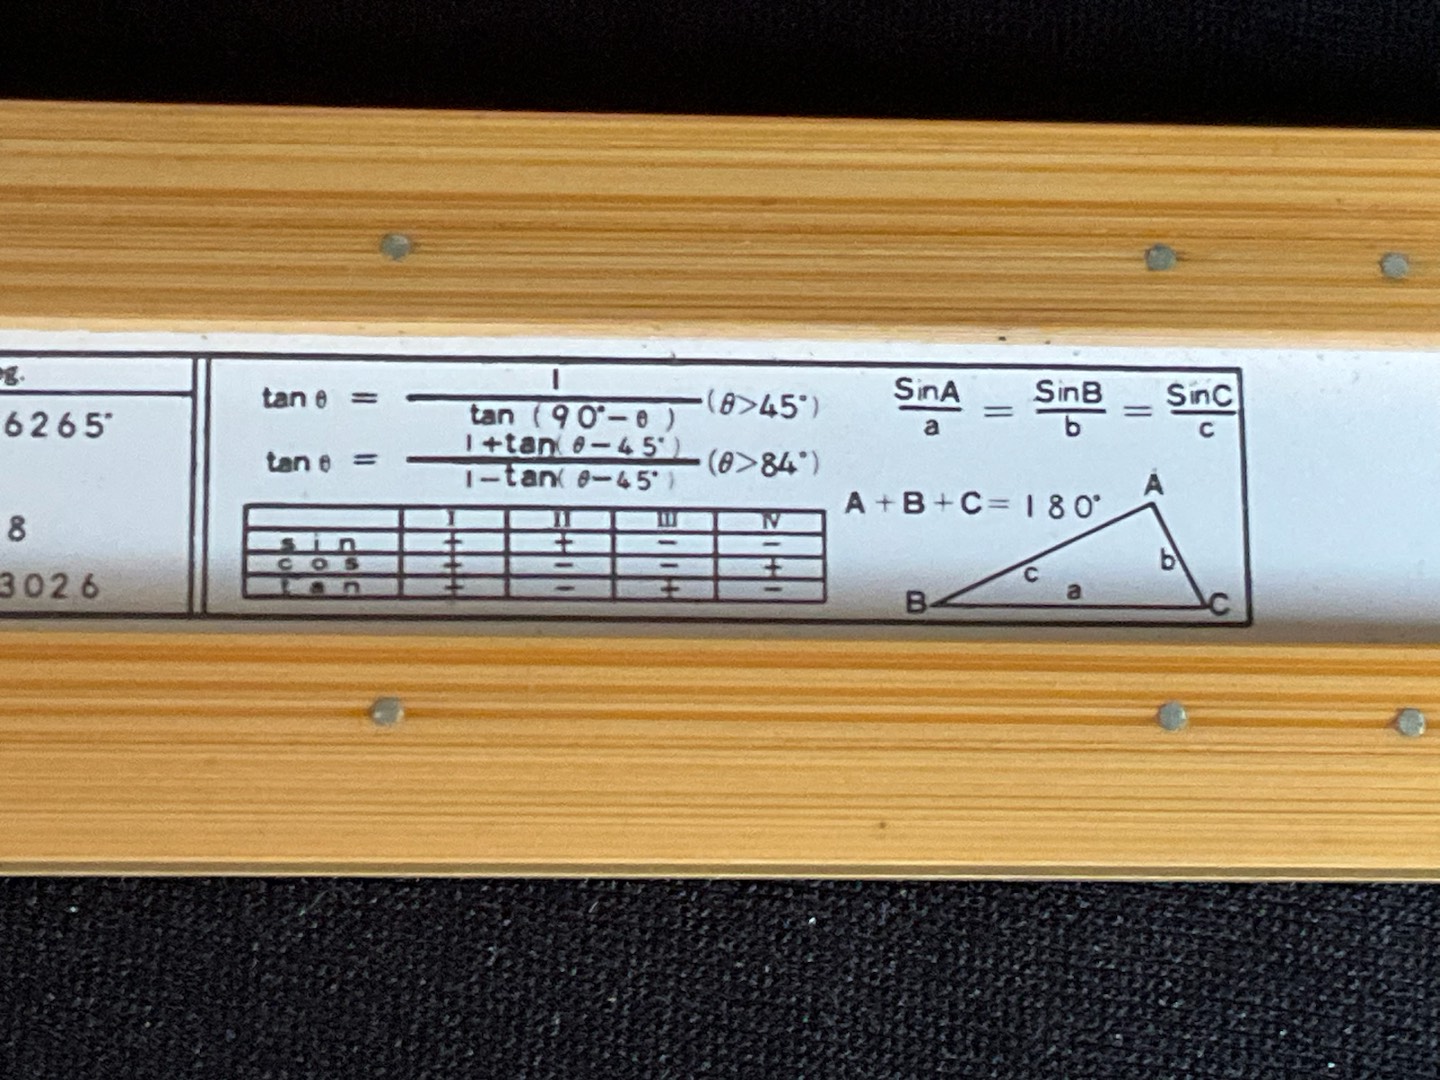 g.
6265°
8
3026
tan θ = 1 / tan (90°-θ) (θ>45°)
tan θ = 1+tan(θ-45°) / 1-tan(θ-45°) (θ>84°)
I II III IV
sin + + - -
cos + - - +
tan + - + -
SinA/a = SinB/b = SinC/c
A+B+C=180°
A
c b
a
B C